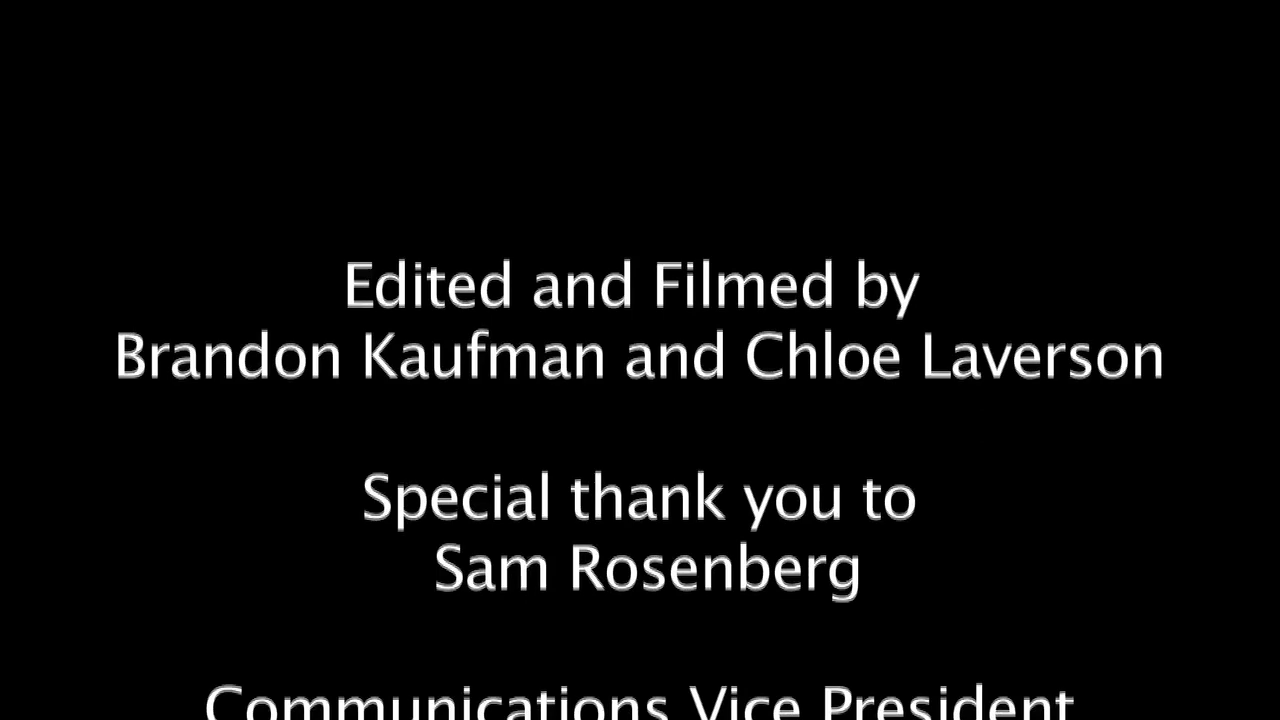 Edited and Filmed by
Brandon Kaufman and Chloe Laverson
Special thank you to
Sam Rosenberg
Communications Vice President